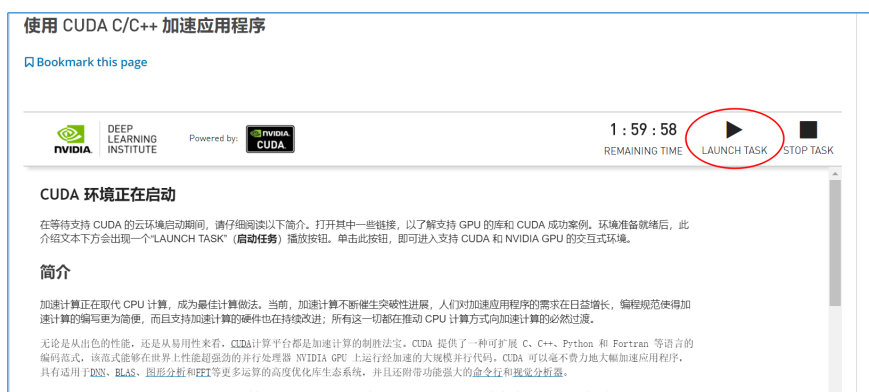 使用 CUDA C/C++ 加速应用程序
Bookmark this page
DEEP
LEARNING
INSTITUTE
NVIDIA.
Powered by:
NVIDIA.
CUDA.
1 : 59 : 58
REMAINING TIME
LAUNCH TASK
STOP TASK
CUDA 环境正在启动
在等待支持 CUDA 的云环境启动期间，请仔细阅读以下简介。打开其中一些链接，以了解支持 GPU 的库和 CUDA 成功案例。环境准备就绪后，此
介绍文本下方会出现一个“LAUNCH TASK”（启动任务）播放按钮。单击此按钮，即可进入支持 CUDA 和 NVIDIA GPU 的交互式环境。
简介
加速计算正在取代 CPU 计算，成为最佳计算做法。当前，加速计算不断催生突破性进展，人们对加速应用程序的需求在日益增长，编程规范使得加
速计算的编写更为简便，而且支持加速计算的硬件也在持续改进；所有这一切都在推动 CPU 计算方式向加速计算的必然过渡。
无论是从出色的性能，还是从易用性来看，CUDA计算平台都是加速计算的制胜法宝。CUDA 提供了一种可扩展 C、C++、Python 和 Fortran 等语言的
编码范式，该范式能够在世界上性能超强劲的并行处理器 NVIDIA GPU 上运行经加速的大规模并行代码。CUDA 可以毫不费力地大幅加速应用程序，
具有适用于DNN、BLAS、图形分析和FFT等更多运算的高度优化库生态系统，并且还附带功能强大的命令行和视觉分析器。